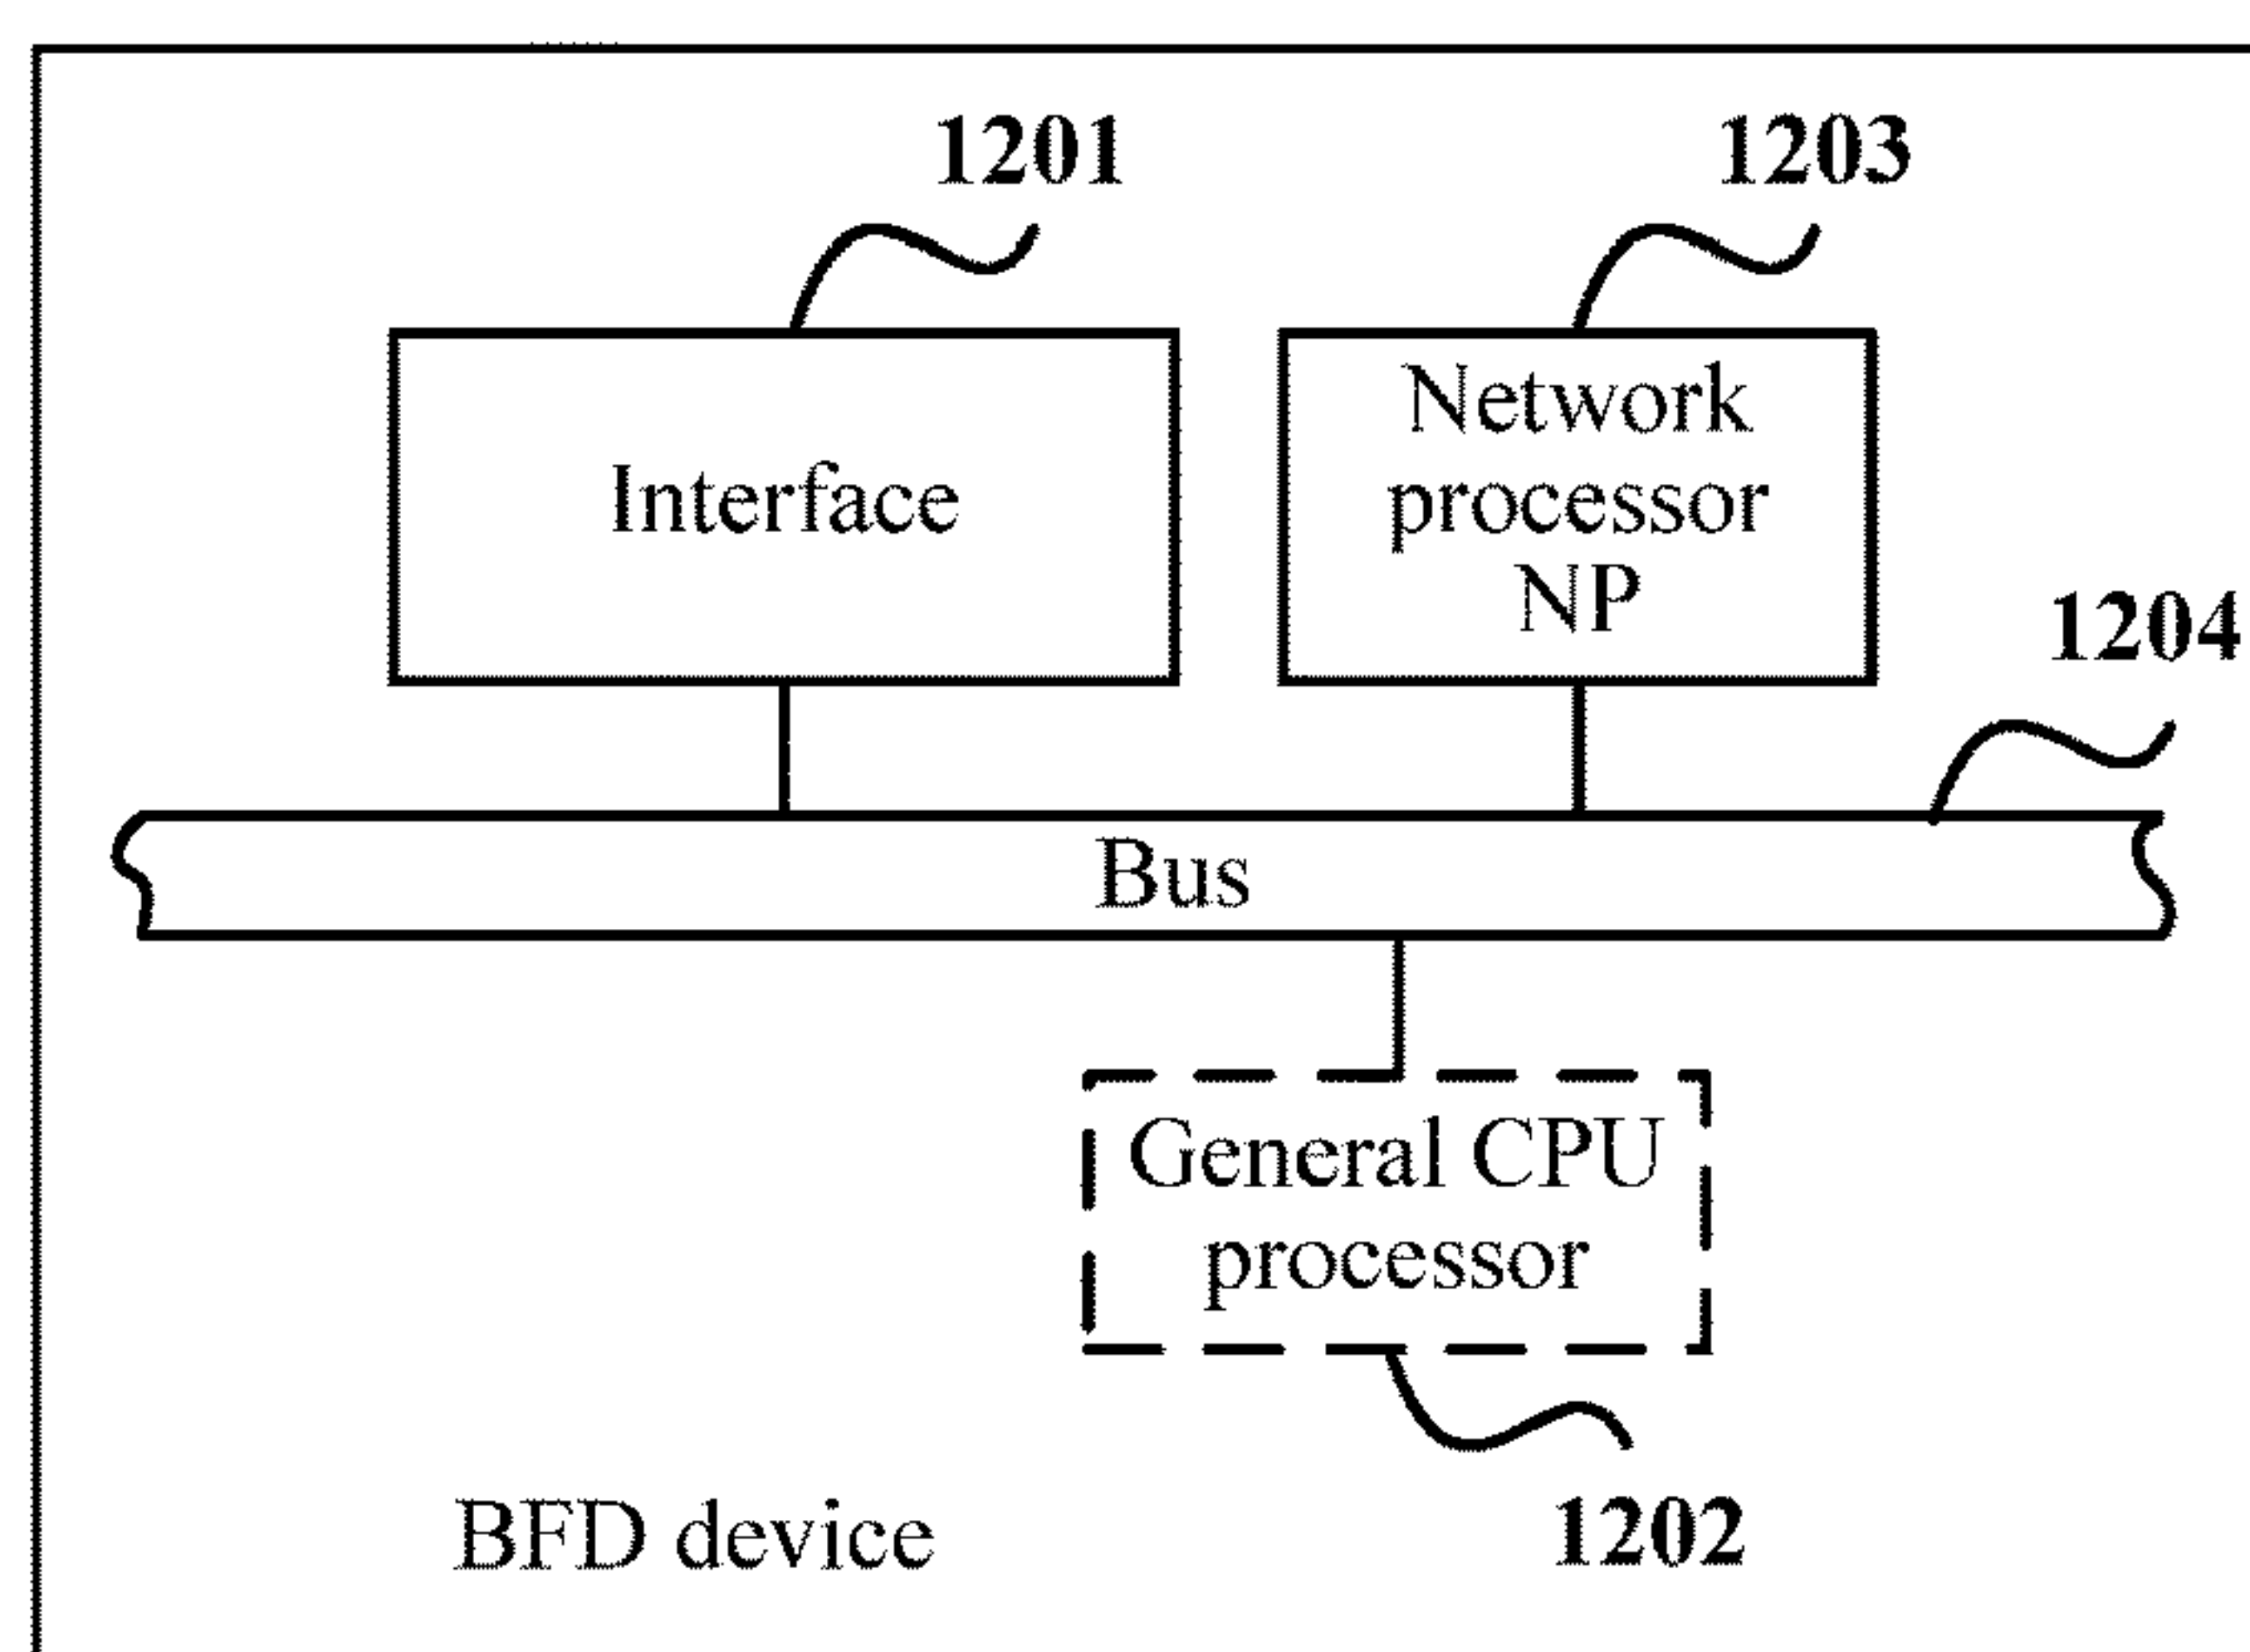 1201
1203
Interface
Network
processor
NP
1204
Bus
General CPU
processor
1202
BFD device